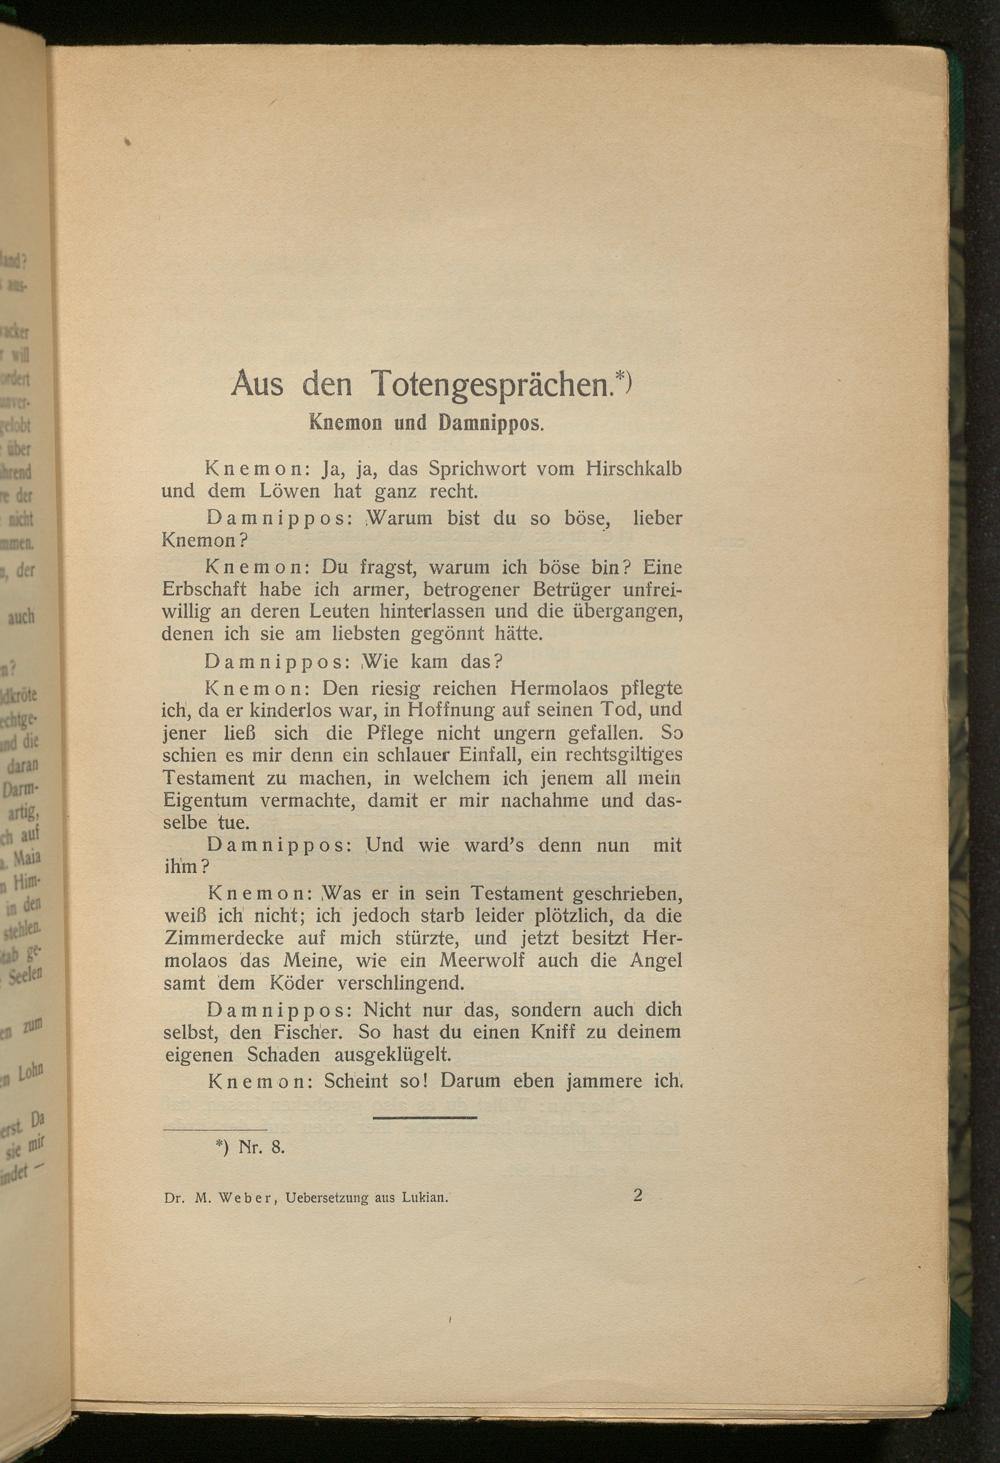 Aus den Totengesprächen.*)
Knemon und Damnippos.
Knemon: Ja, ja, das Sprichwort vom Hirschkalb
und dem Löwen hat ganz recht.
Damnippos: Warum bist du so böse, lieber
Knemon?
Knemon: Du fragst, warum ich böse bin? Eine
Erbschaft habe ich armer, betrogener Betrüger unfrei-
willig an deren Leuten hinterlassen und die übergangen,
denen ich sie am liebsten gegönnt hätte.
Damnippos: Wie kam das?
Knemon: Den riesig reichen Hermolaos pflegte
ich, da er kinderlos war, in Hoffnung auf seinen Tod, und
jener ließ sich die Pflege nicht ungern gefallen. So
schien es mir denn ein schlauer Einfall, ein rechtsgiltiges
Testament zu machen, in welchem ich jenem all mein
Eigentum vermachte, damit er mir nachahme und das-
selbe tue.
Damnippos: Und wie ward's denn nun mit
ihm?
Knemon: Was er in sein Testament geschrieben,
weiß ich nicht; ich jedoch starb leider plötzlich, da die
Zimmerdecke auf mich stürzte, und jetzt besitzt Her-
molaos das Meine, wie ein Meerwolf auch die Angel
samt dem Köder verschlingend.
Damnippos: Nicht nur das, sondern auch dich
selbst, den Fischer. So hast du einen Kniff zu deinem
eigenen Schaden ausgeklügelt.
Knemon: Scheint so! Darum eben jammere ich.
*) Nr. 8.
Dr. M. Weber, Uebersetzung aus Lukian. 2